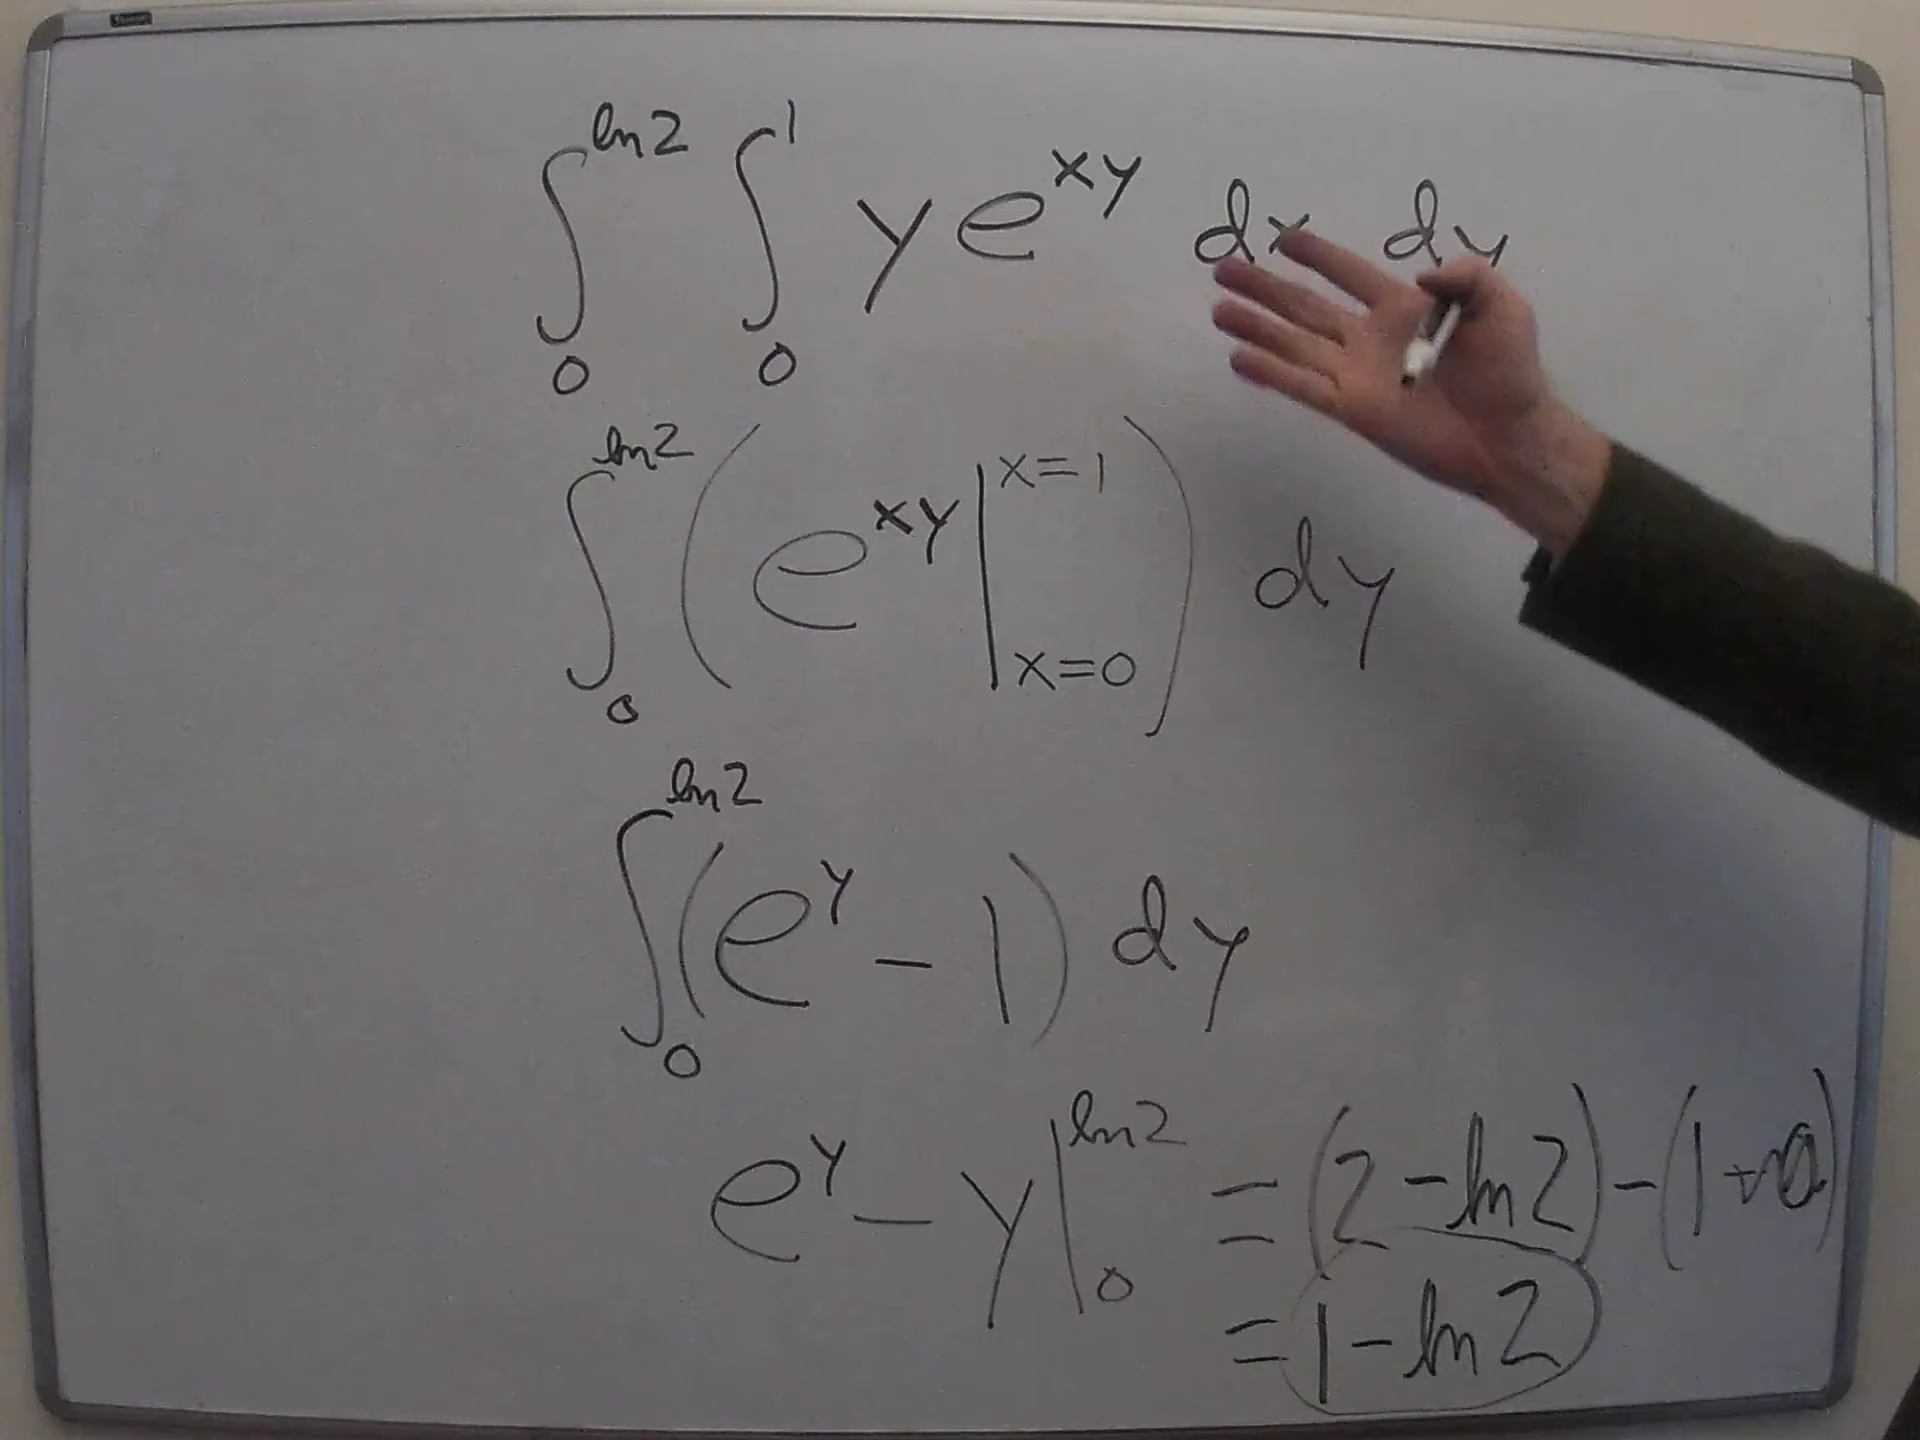 ∫₀^{ln2} ∫₀^{1} y e^{xy} dx dy
∫₀^{ln2} ( e^{xy} |_{x=0}^{x=1} ) dy
∫₀^{ln2} (e^y − 1) dy
e^y − y |₀^{ln2} = (2 − ln2) − (1 + 0)
= 1 − ln2